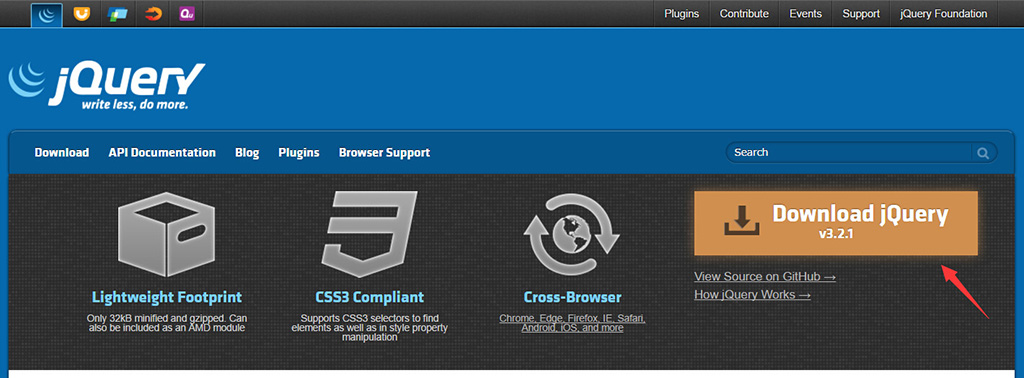 Plugins Contribute Events Support jQuery Foundation
jQuery
write less, do more.
Download API Documentation Blog Plugins Browser Support
Search
Lightweight Footprint
Only 32kB minified and gzipped. Can
also be included as an AMD module
CSS3 Compliant
Supports CSS3 selectors to find
elements as well as in style property
manipulation
Cross-Browser
Chrome, Edge, Firefox, IE, Safari,
Android, iOS, and more
Download jQuery
v3.2.1
View Source on GitHub →
How jQuery Works →